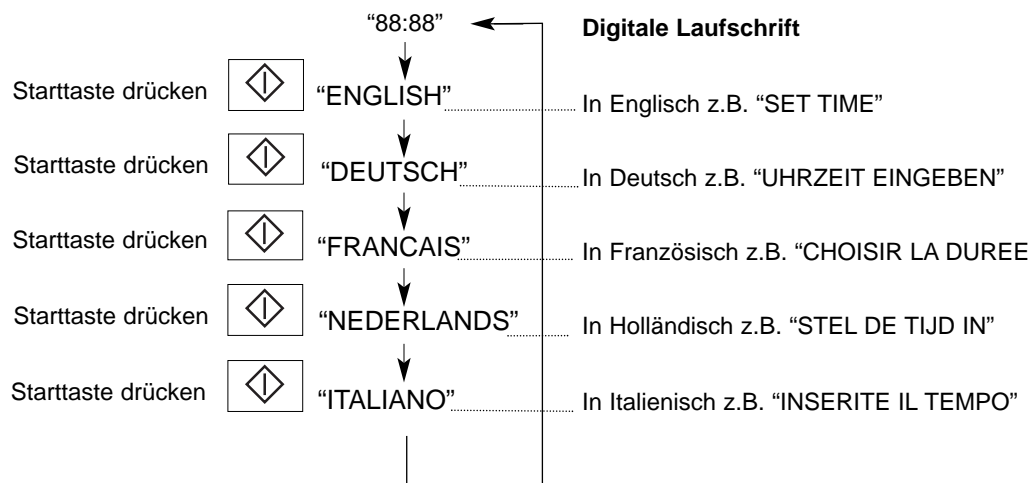 “88:88” Digitale Laufschrift
Starttaste drücken “ENGLISH” In Englisch z.B. “SET TIME”
Starttaste drücken “DEUTSCH” In Deutsch z.B. “UHRZEIT EINGEBEN”
Starttaste drücken “FRANCAIS” In Französisch z.B. “CHOISIR LA DUREE
Starttaste drücken “NEDERLANDS” In Holländisch z.B. “STEL DE TIJD IN”
Starttaste drücken “ITALIANO” In Italienisch z.B. “INSERITE IL TEMPO”